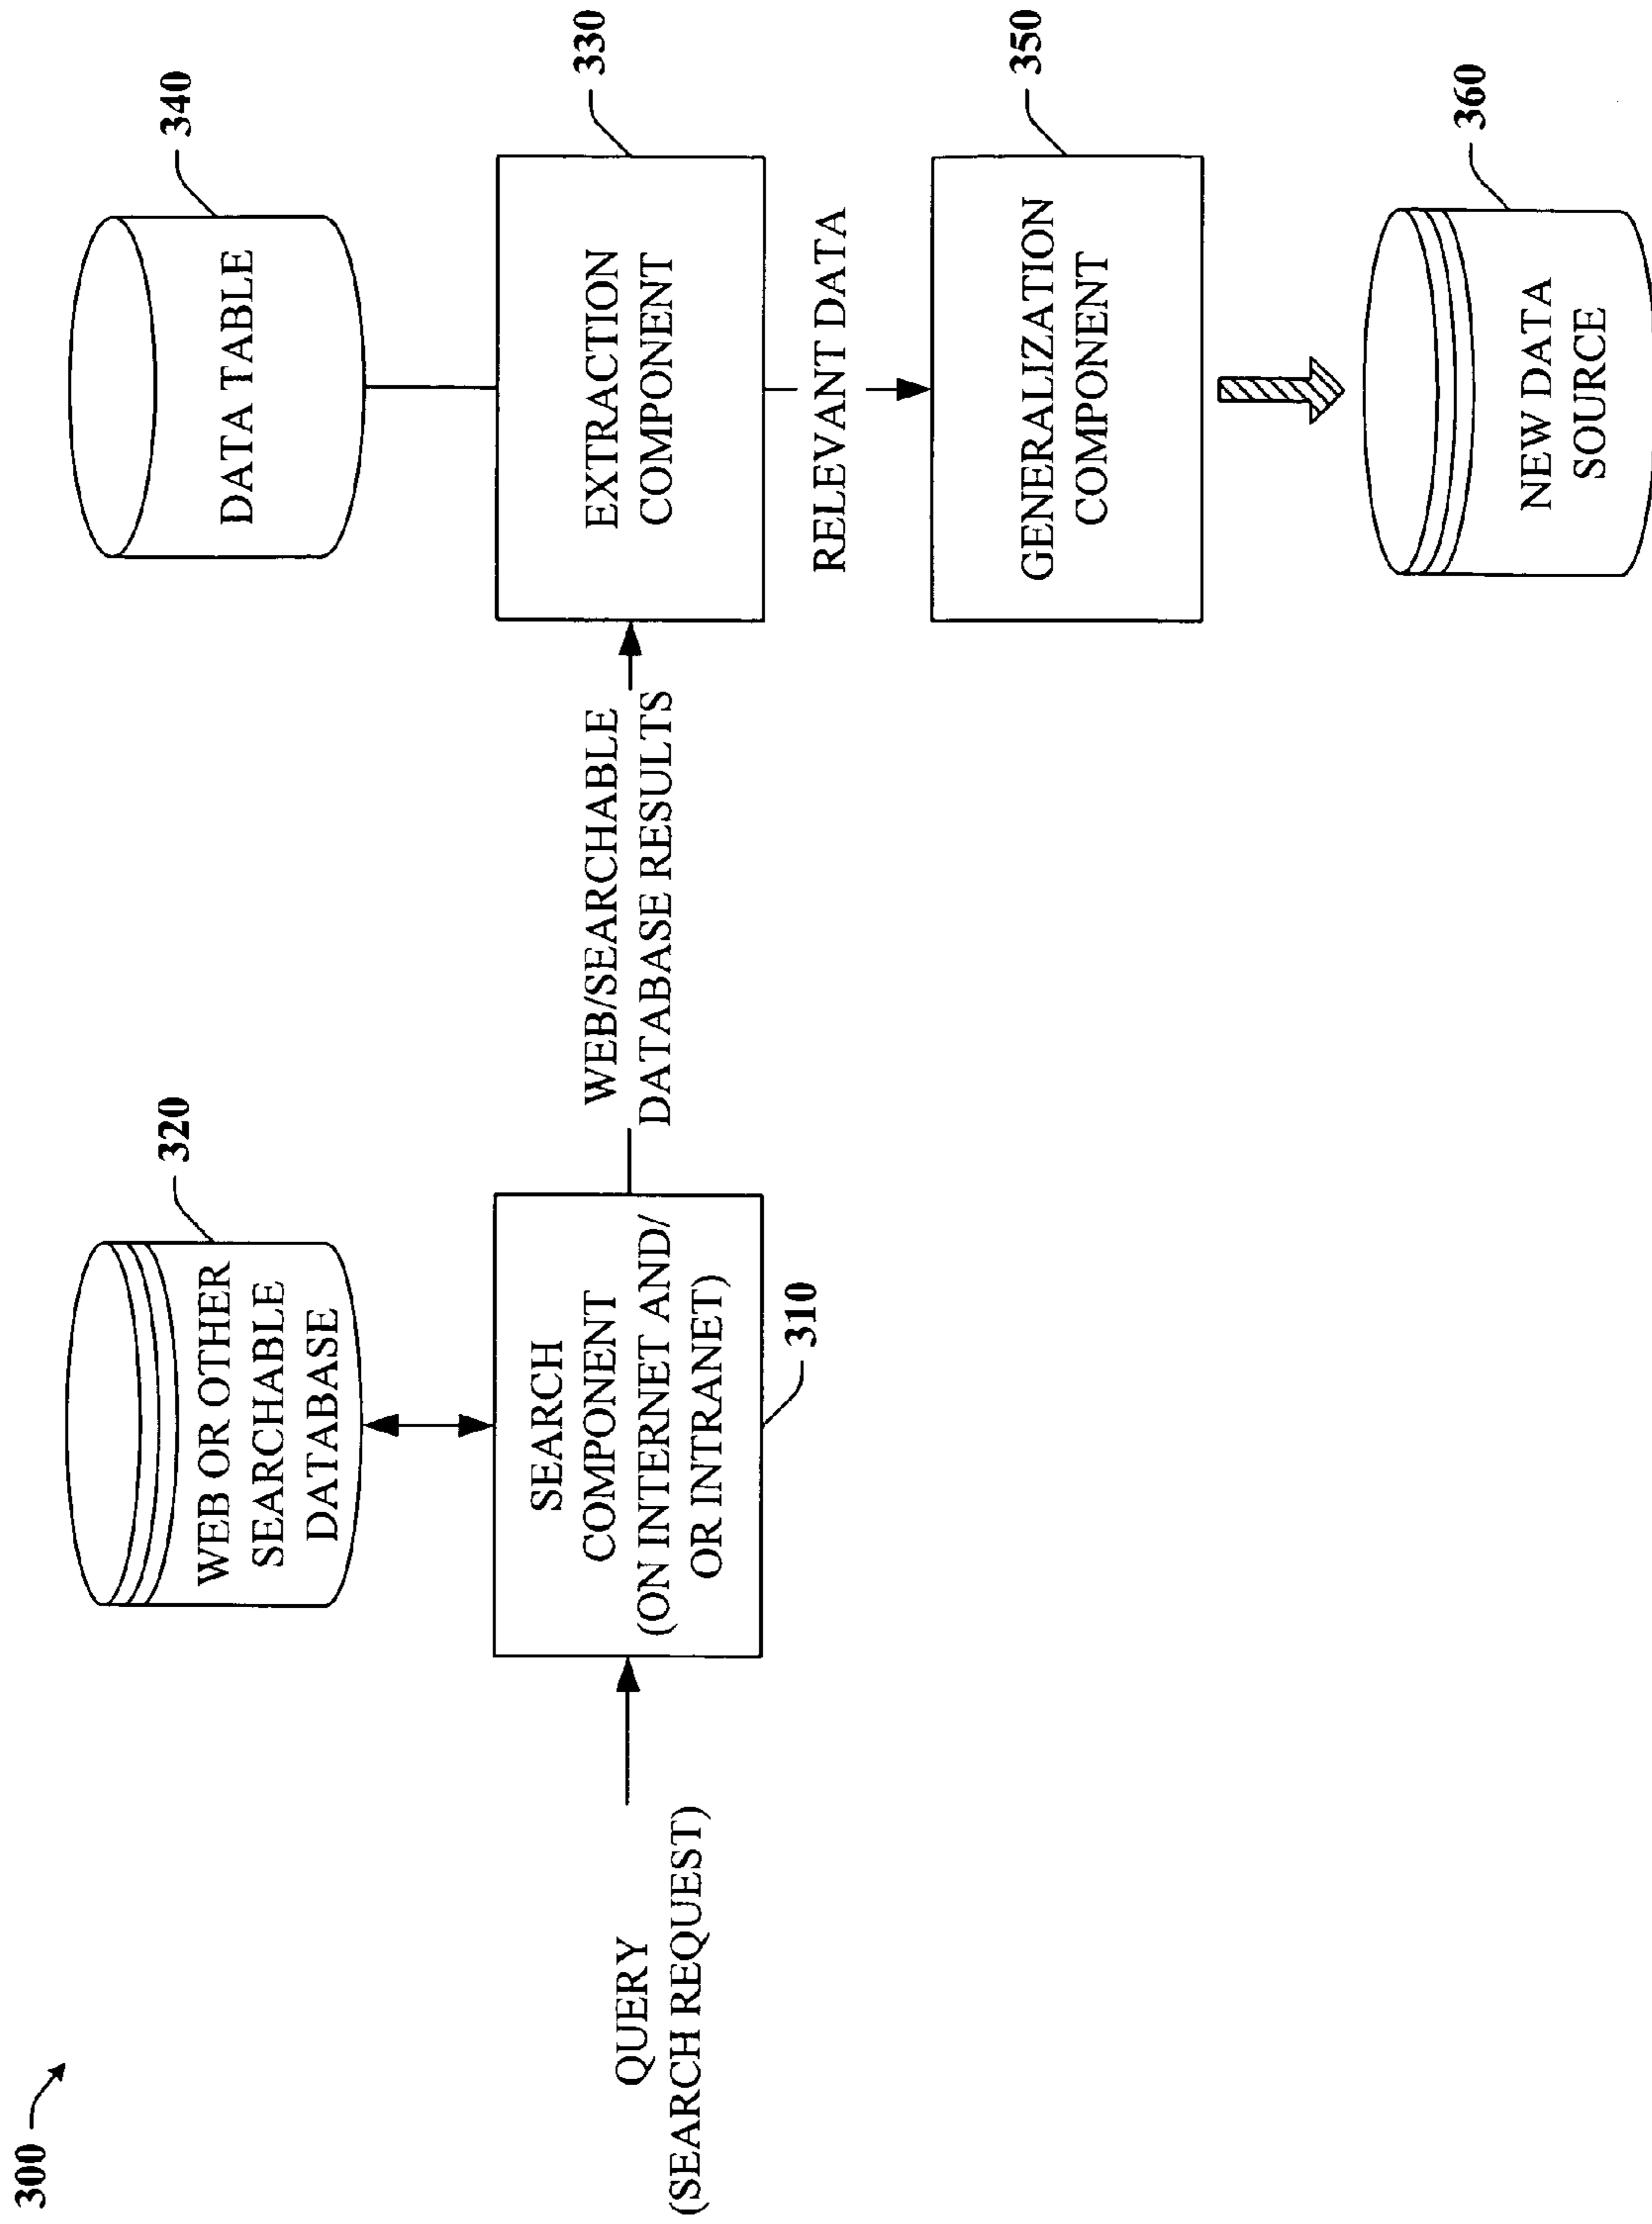 300
320
WEB OR OTHER
SEARCHABLE
DATABASE
340
DATA TABLE
QUERY
(SEARCH REQUEST)
SEARCH
COMPONENT
(ON INTERNET AND/
OR INTRANET)
310
WEB/SEARCHABLE
DATABASE RESULTS
330
EXTRACTION
COMPONENT
RELEVANT DATA
350
GENERALIZATION
COMPONENT
360
NEW DATA
SOURCE